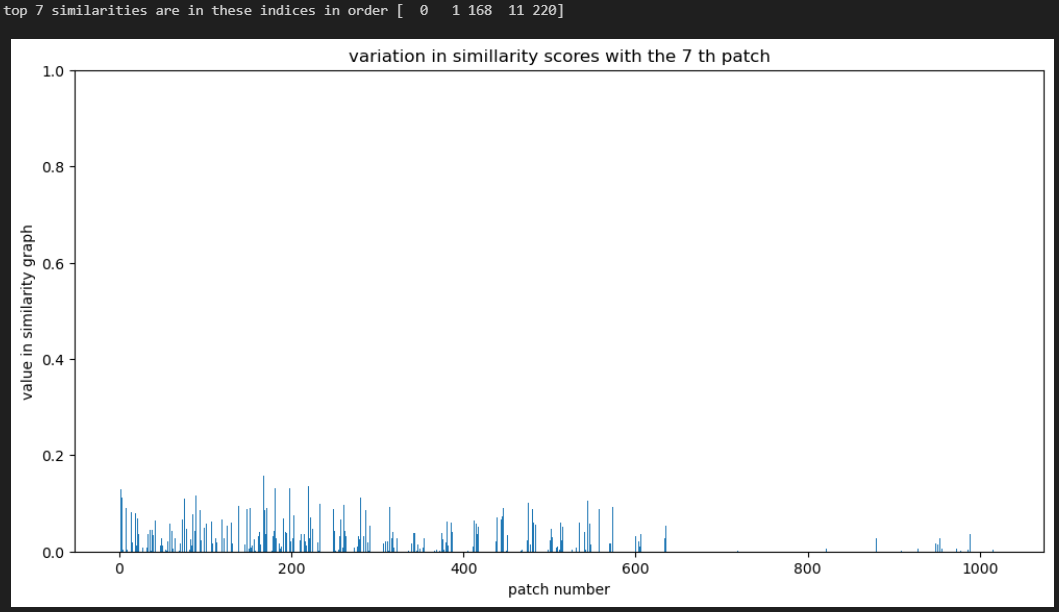 top 7 similarities are in these indices in order [  0   1 168  11 220]
variation in simillarity scores with the 7 th patch
1.0
0.8
0.6
0.4
0.2
0.0
value in similarity graph
0 200 400 600 800 1000
patch number